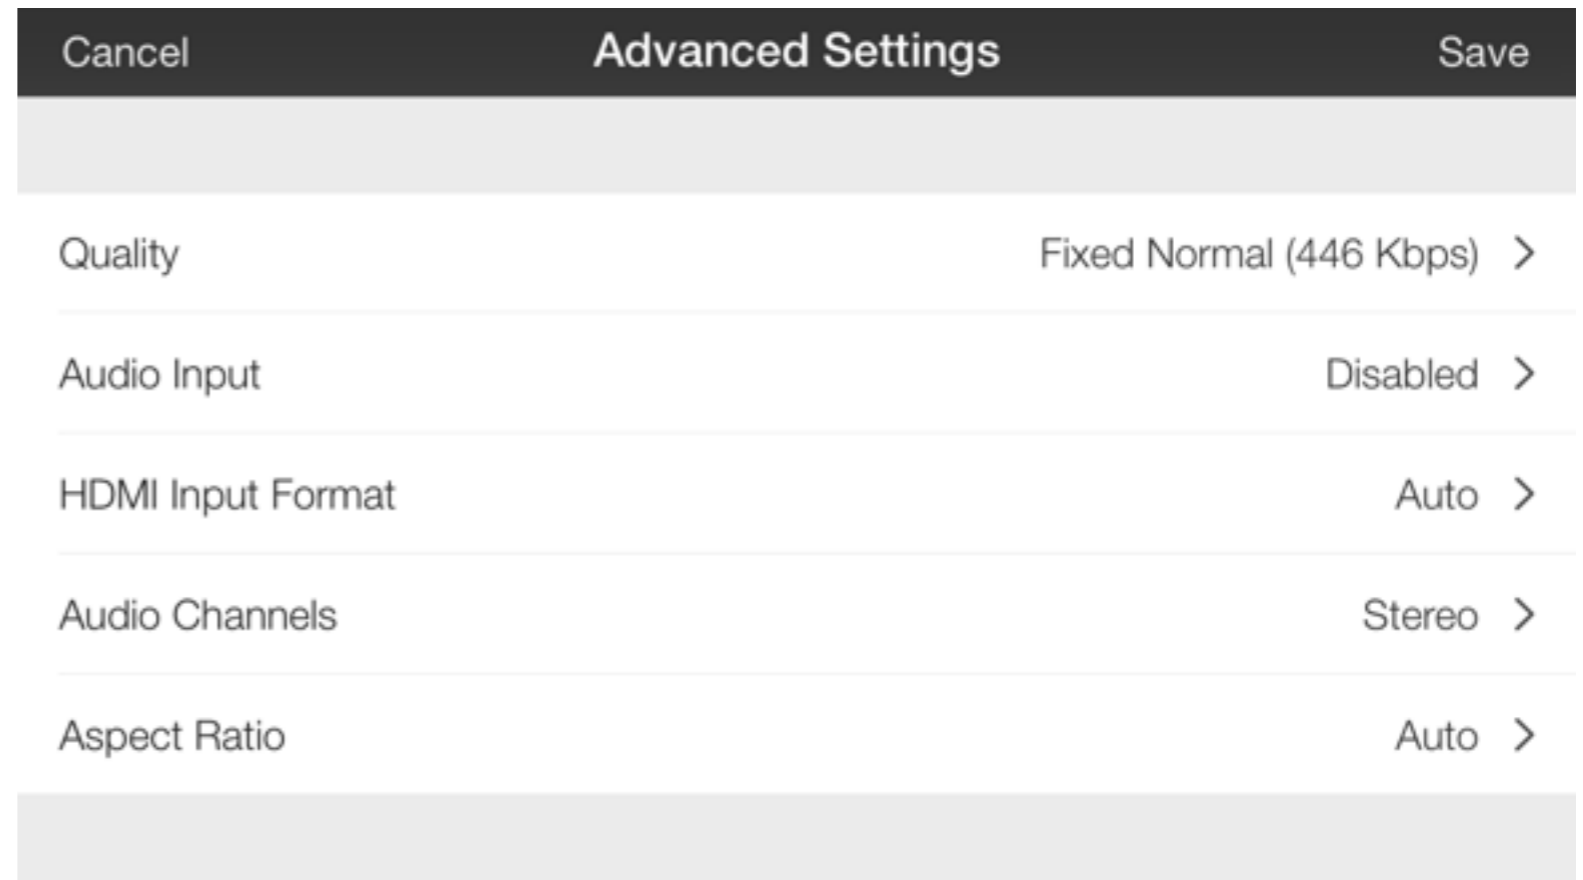 Cancel Advanced Settings Save
Quality Fixed Normal (446 Kbps)
Audio Input Disabled
HDMI Input Format Auto
Audio Channels Stereo
Aspect Ratio Auto